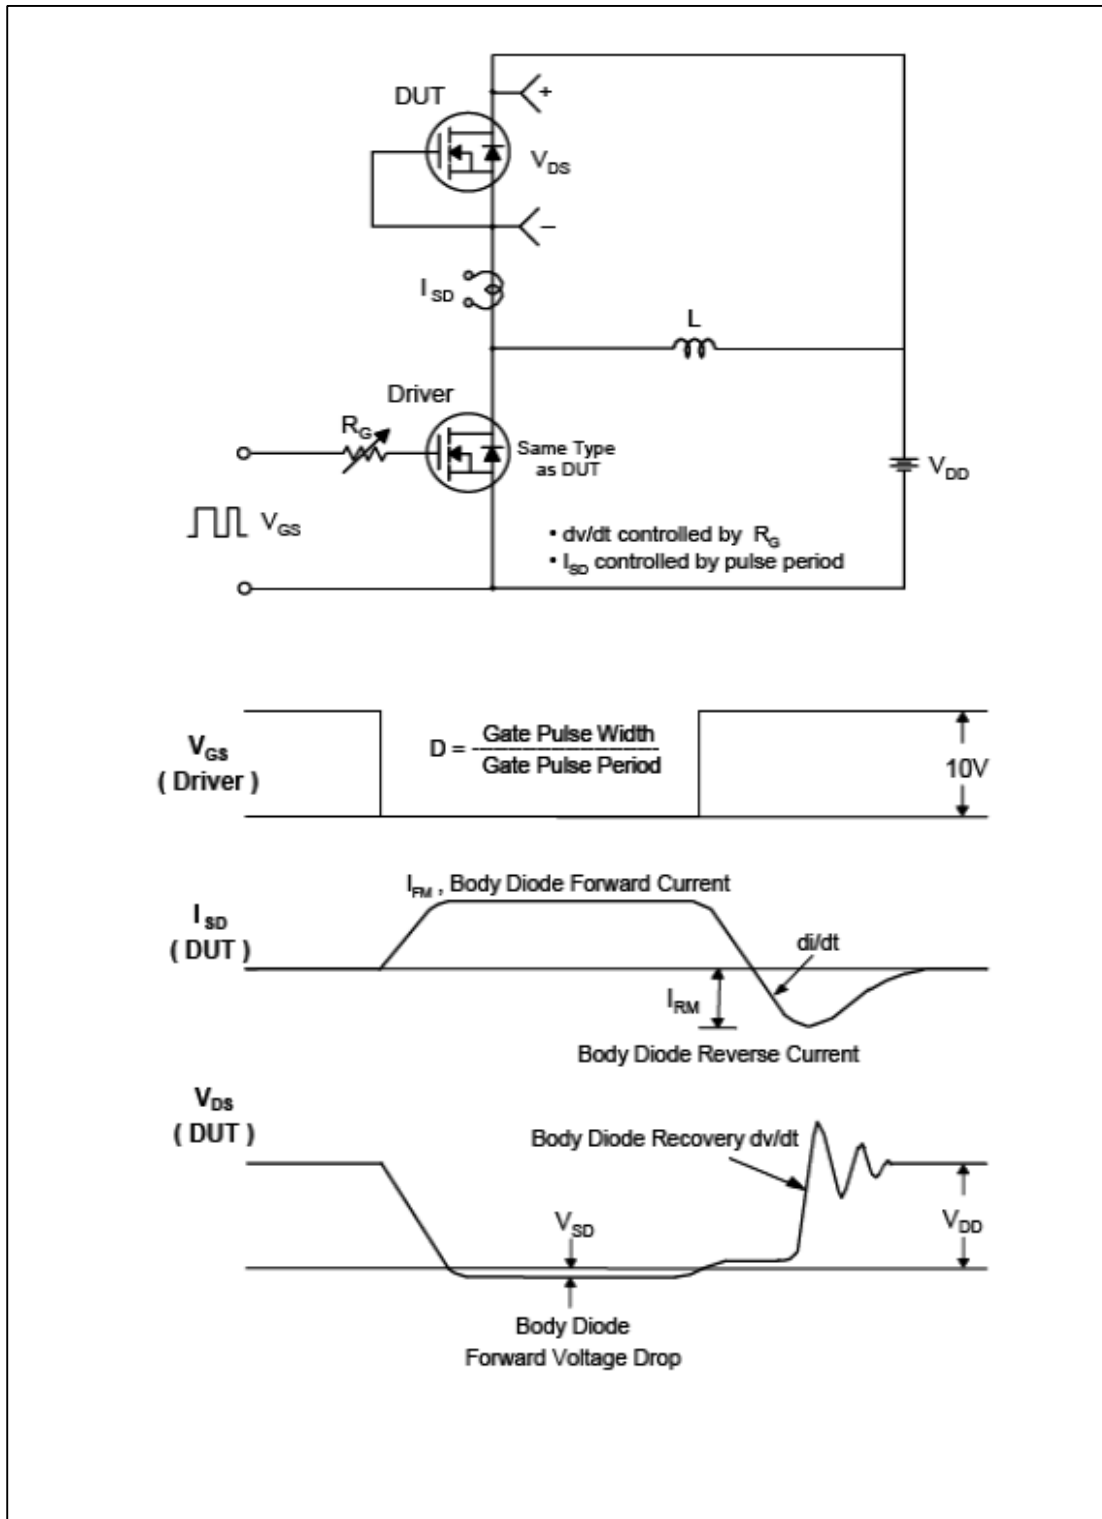 DUT
+
V_DS
–
I_SD
L
Driver
R_G
Same Type
as DUT
V_DD
V_GS
• dv/dt controlled by R_G
• I_SD controlled by pulse period
V_GS
( Driver )
D =
Gate Pulse Width
Gate Pulse Period
10V
I_FM , Body Diode Forward Current
I_SD
( DUT )
di/dt
I_RM
Body Diode Reverse Current
V_DS
( DUT )
Body Diode Recovery dv/dt
V_SD
V_DD
Body Diode
Forward Voltage Drop